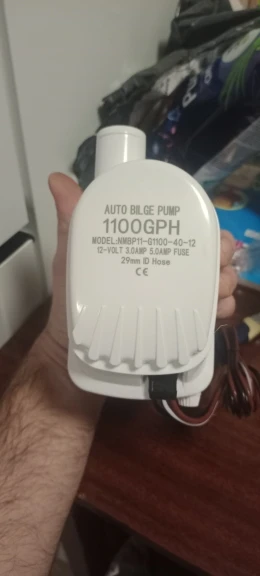 AUTO BILGE PUMP
1100GPH
MODEL:NMBP11-G1100-40-12
12-VOLT 3.0AMP 5.0AMP FUSE
29mm ID Hose
CE